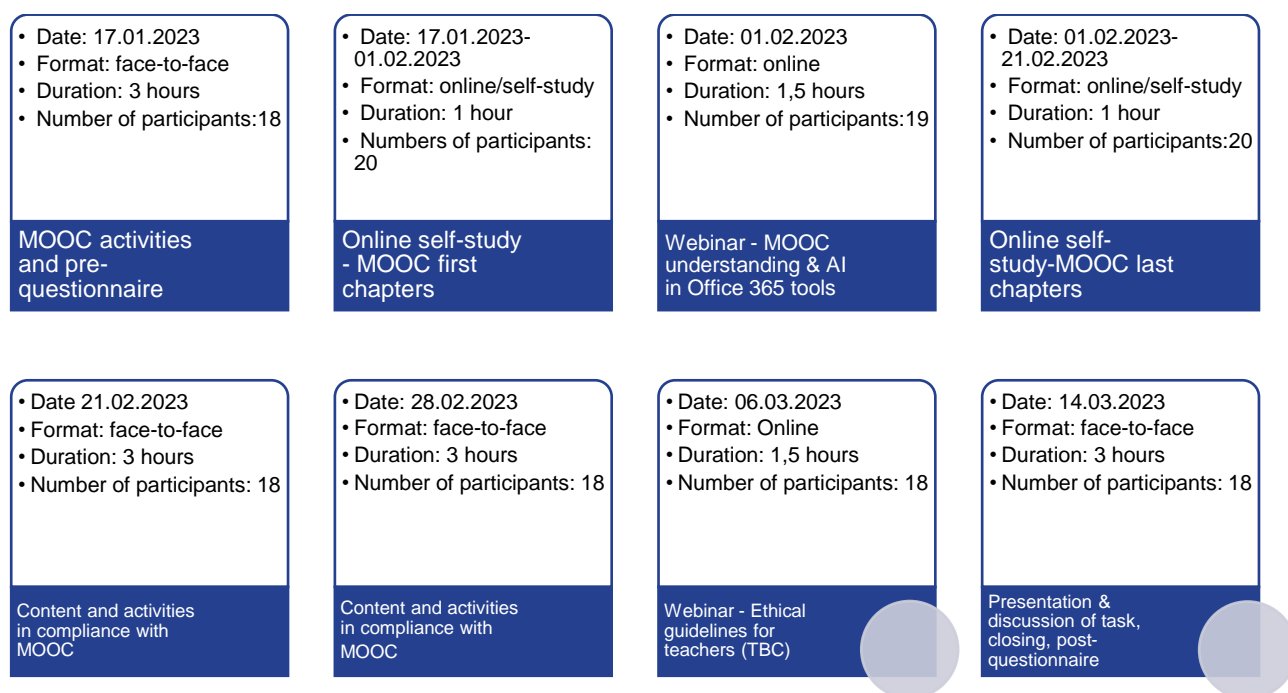 • Date: 17.01.2023
• Format: face-to-face
• Duration: 3 hours
• Number of participants:18
MOOC activities
and pre-
questionnaire
• Date: 17.01.2023-
01.02.2023
• Format: online/self-study
• Duration: 1 hour
• Numbers of participants:
20
Online self-study
- MOOC first
chapters
• Date: 01.02.2023
• Format: online
• Duration: 1,5 hours
• Number of participants:19
Webinar - MOOC
understanding & AI
in Office 365 tools
• Date: 01.02.2023-
21.02.2023
• Format: online/self-study
• Duration: 1 hour
• Number of participants:20
Online self-
study-MOOC last
chapters
• Date 21.02.2023
• Format: face-to-face
• Duration: 3 hours
• Number of participants: 18
Content and activities
in compliance with
MOOC
• Date: 28.02.2023
• Format: face-to-face
• Duration: 3 hours
• Number of participants: 18
Content and activities
in compliance with
MOOC
• Date: 06.03.2023
• Format: Online
• Duration: 1,5 hours
• Number of participants: 18
Webinar - Ethical
guidelines for
teachers (TBC)
• Date: 14.03.2023
• Format: face-to-face
• Duration: 3 hours
• Number of participants: 18
Presentation &
discussion of task,
closing, post-
questionnaire